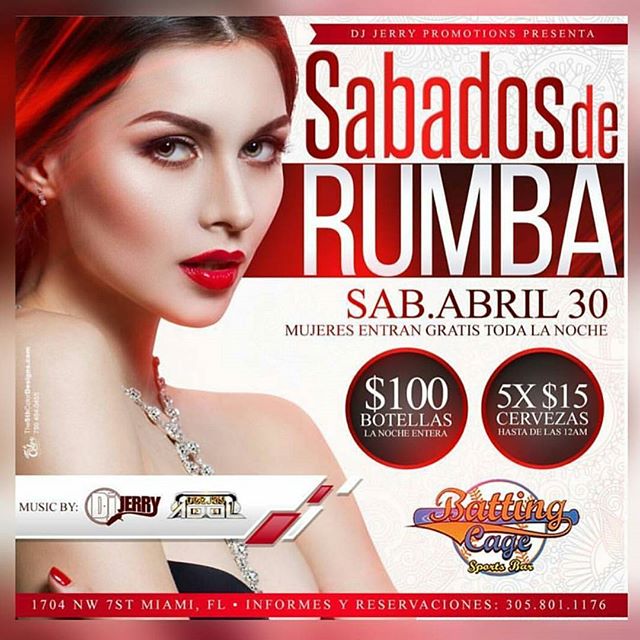 DJ JERRY PROMOTIONS PRESENTA
Sabados de
RUMBA
SAB.ABRIL 30
MUJERES ENTRAN GRATIS TODA LA NOCHE
$100
BOTELLAS
LA NOCHE ENTERA
5X $15
CERVEZAS
HASTA DE LAS 12AM
MUSIC BY:
DJ JERRY
Batting
Cage
Sports Bar
1704 NW 7ST MIAMI, FL • INFORMES Y RESERVACIONES: 305.801.1176